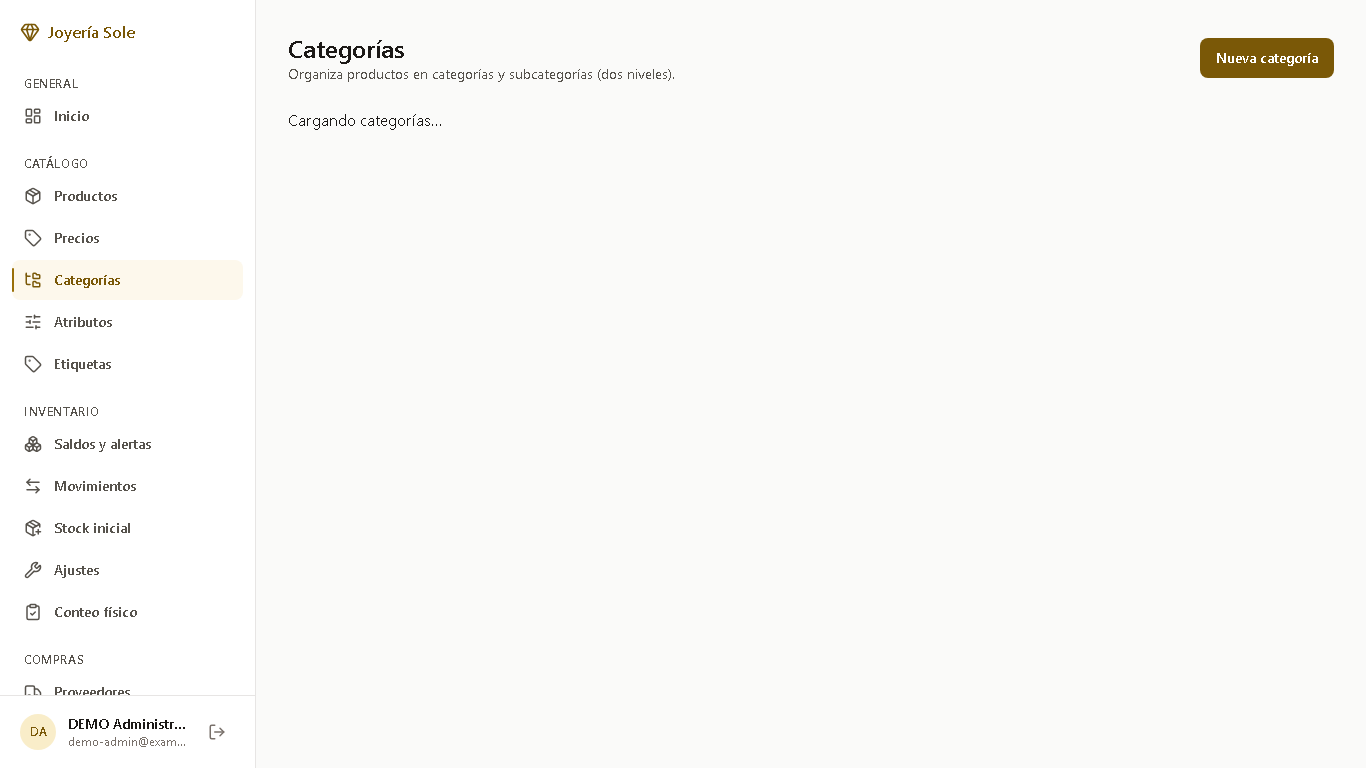 Joyería Sole
GENERAL
Inicio
CATÁLOGO
Productos
Precios
Categorías
Atributos
Etiquetas
INVENTARIO
Saldos y alertas
Movimientos
Stock inicial
Ajustes
Conteo físico
COMPRAS
Proveedores
DA
DEMO Administr...
demo-admin@exam...
Categorías
Organiza productos en categorías y subcategorías (dos niveles).
Nueva categoría
Cargando categorías...